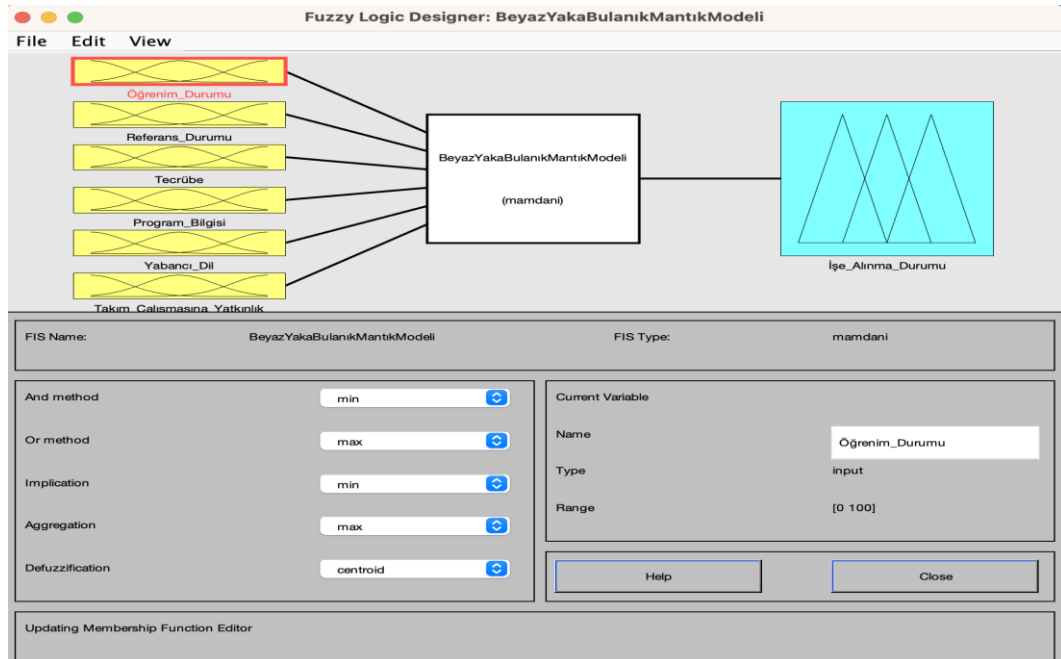 Fuzzy Logic Designer: BeyazYakaBulanıkMantıkModeli
File Edit View
Öğrenim_Durumu
Referans_Durumu
Tecrübe
Program_Bilgisi
Yabancı_Dil
Takım_Calısmasına_Yatkınlık
BeyazYakaBulanıkMantıkModeli
(mamdani)
İşe_Alınma_Durumu
FIS Name: BeyazYakaBulanıkMantıkModeli FIS Type: mamdani
And method min
Or method max
Implication min
Aggregation max
Defuzzification centroid
Current Variable
Name Öğrenim_Durumu
Type input
Range [0 100]
Help Close
Updating Membership Function Editor